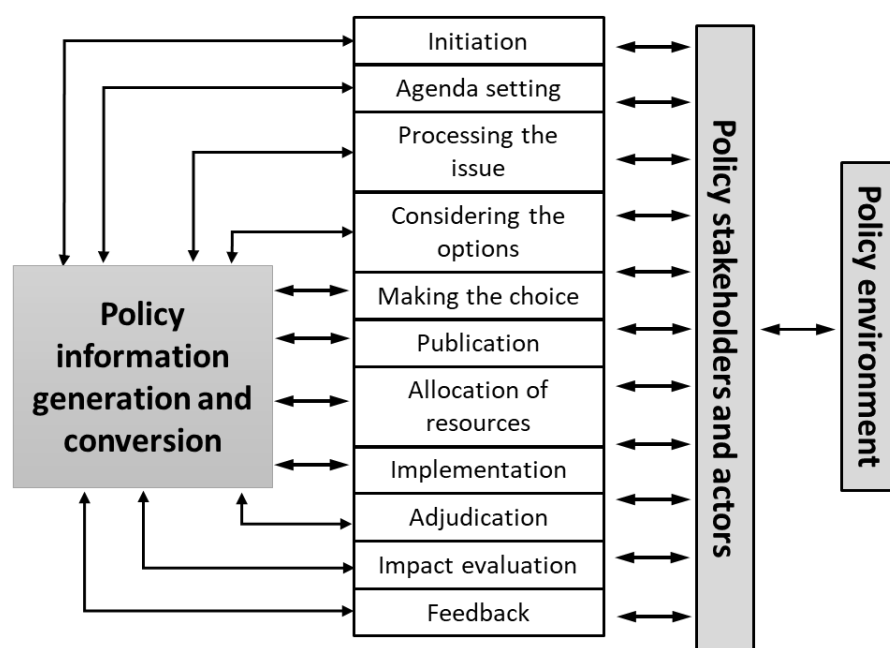 Initiation
Agenda setting
Processing the
issue
Considering the
options
Making the choice
Publication
Allocation of
resources
Implementation
Adjudication
Impact evaluation
Feedback
Policy
information
generation and
conversion
Policy stakeholders and actors
Policy environment